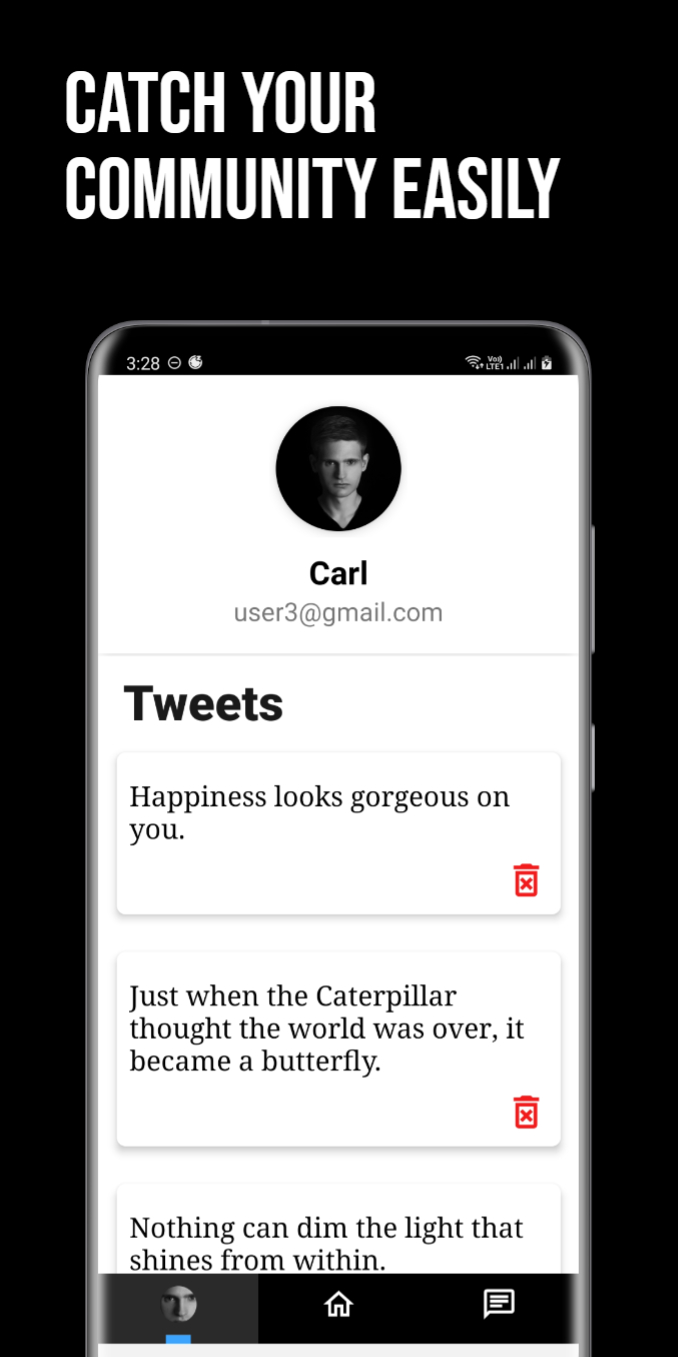 CATCH YOUR
COMMUNITY EASILY
3:28
Vo))
LTE1
Carl
user3@gmail.com
Tweets
Happiness looks gorgeous on
you.
Just when the Caterpillar
thought the world was over, it
became a butterfly.
Nothing can dim the light that
shines from within.